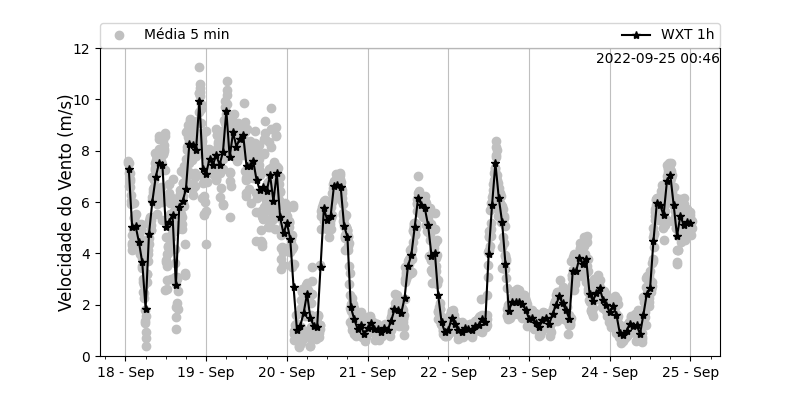 Média 5 min
WXT 1h
2022-09-25 00:46
Velocidade do Vento (m/s)
12
10
8
6
4
2
0
18 - Sep
19 - Sep
20 - Sep
21 - Sep
22 - Sep
23 - Sep
24 - Sep
25 - Sep